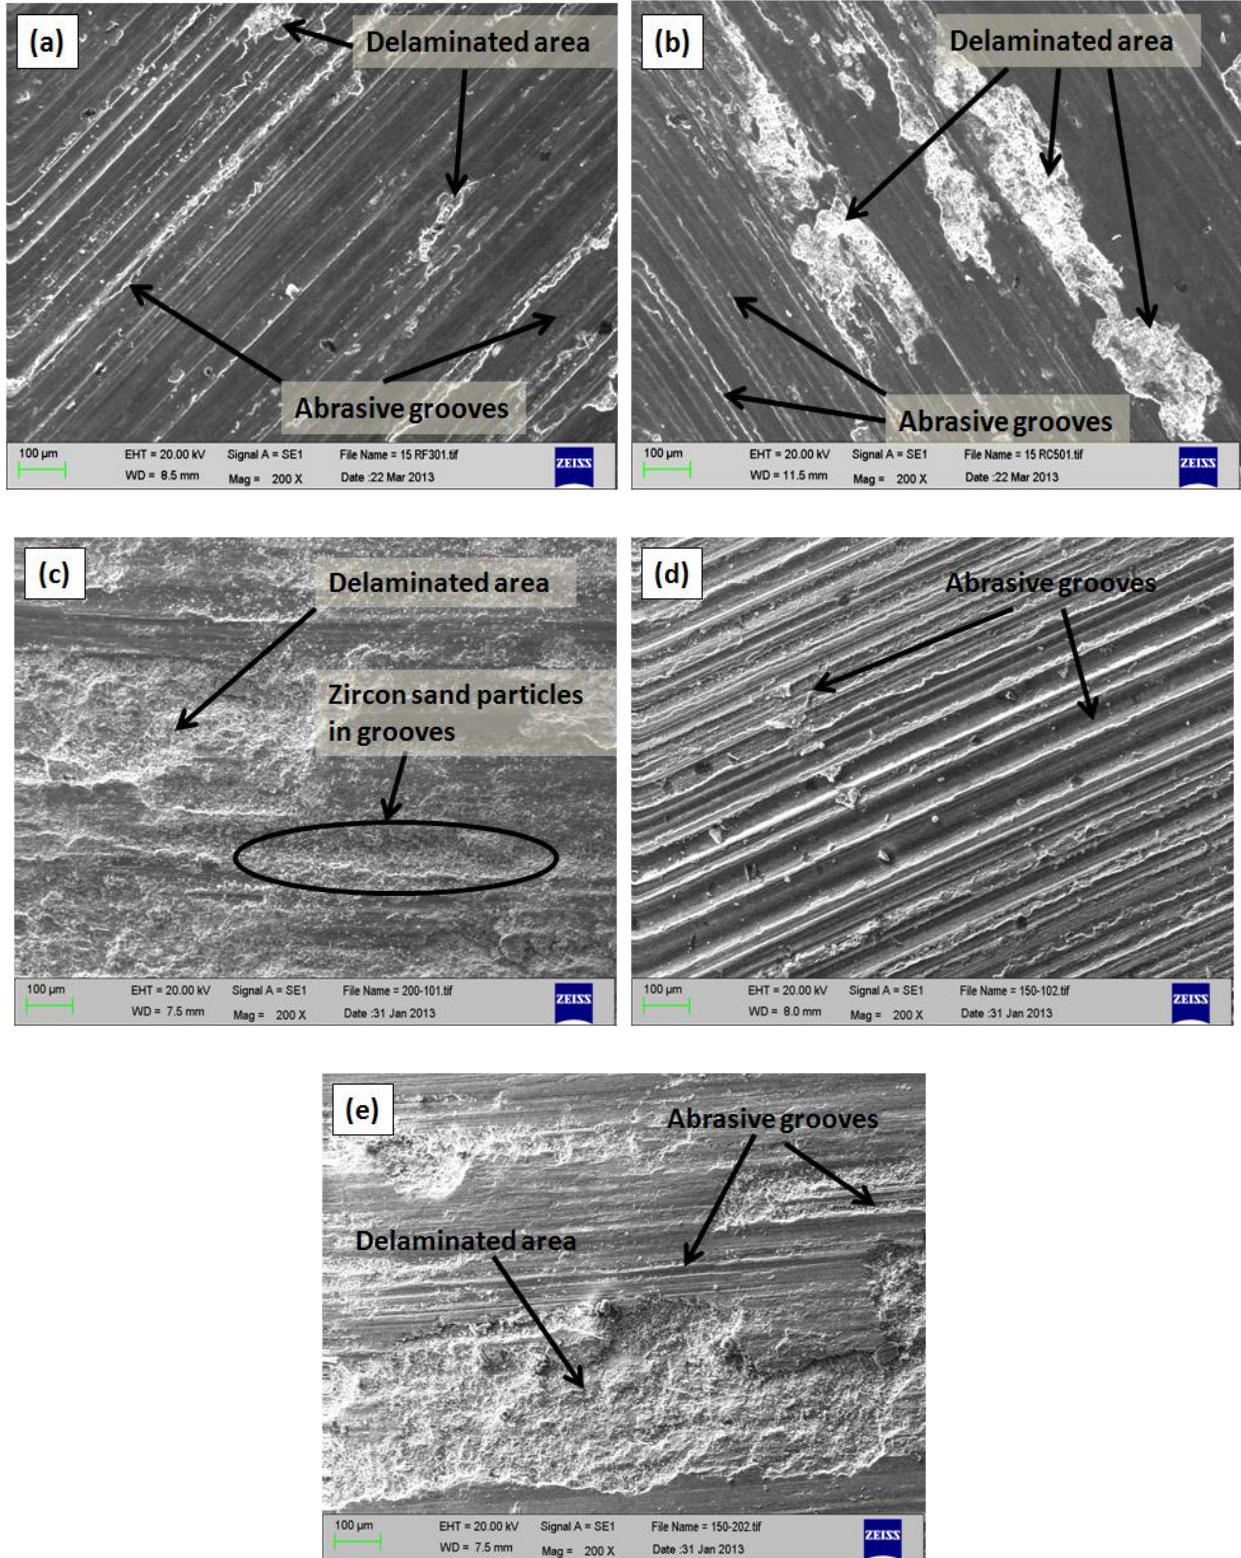 (a)
Delaminated area
Abrasive grooves
100 µm
EHT = 20.00 kV Signal A = SE1 File Name = 15 RF301.tif
WD = 8.5 mm Mag = 200 X Date :22 Mar 2013
ZEISS
(b)
Delaminated area
Abrasive grooves
100 µm
EHT = 20.00 kV Signal A = SE1 File Name = 15 RC501.tif
WD = 11.5 mm Mag = 200 X Date :22 Mar 2013
ZEISS
(c)
Delaminated area
Zircon sand particles
in grooves
100 µm
EHT = 20.00 kV Signal A = SE1 File Name = 200-101.tif
WD = 7.5 mm Mag = 200 X Date :31 Jan 2013
ZEISS
(d)
Abrasive grooves
100 µm
EHT = 20.00 kV Signal A = SE1 File Name = 150-102.tif
WD = 8.0 mm Mag = 200 X Date :31 Jan 2013
ZEISS
(e)
Abrasive grooves
Delaminated area
100 µm
EHT = 20.00 kV Signal A = SE1 File Name = 150-202.tif
WD = 7.5 mm Mag = 200 X Date :31 Jan 2013
ZEISS